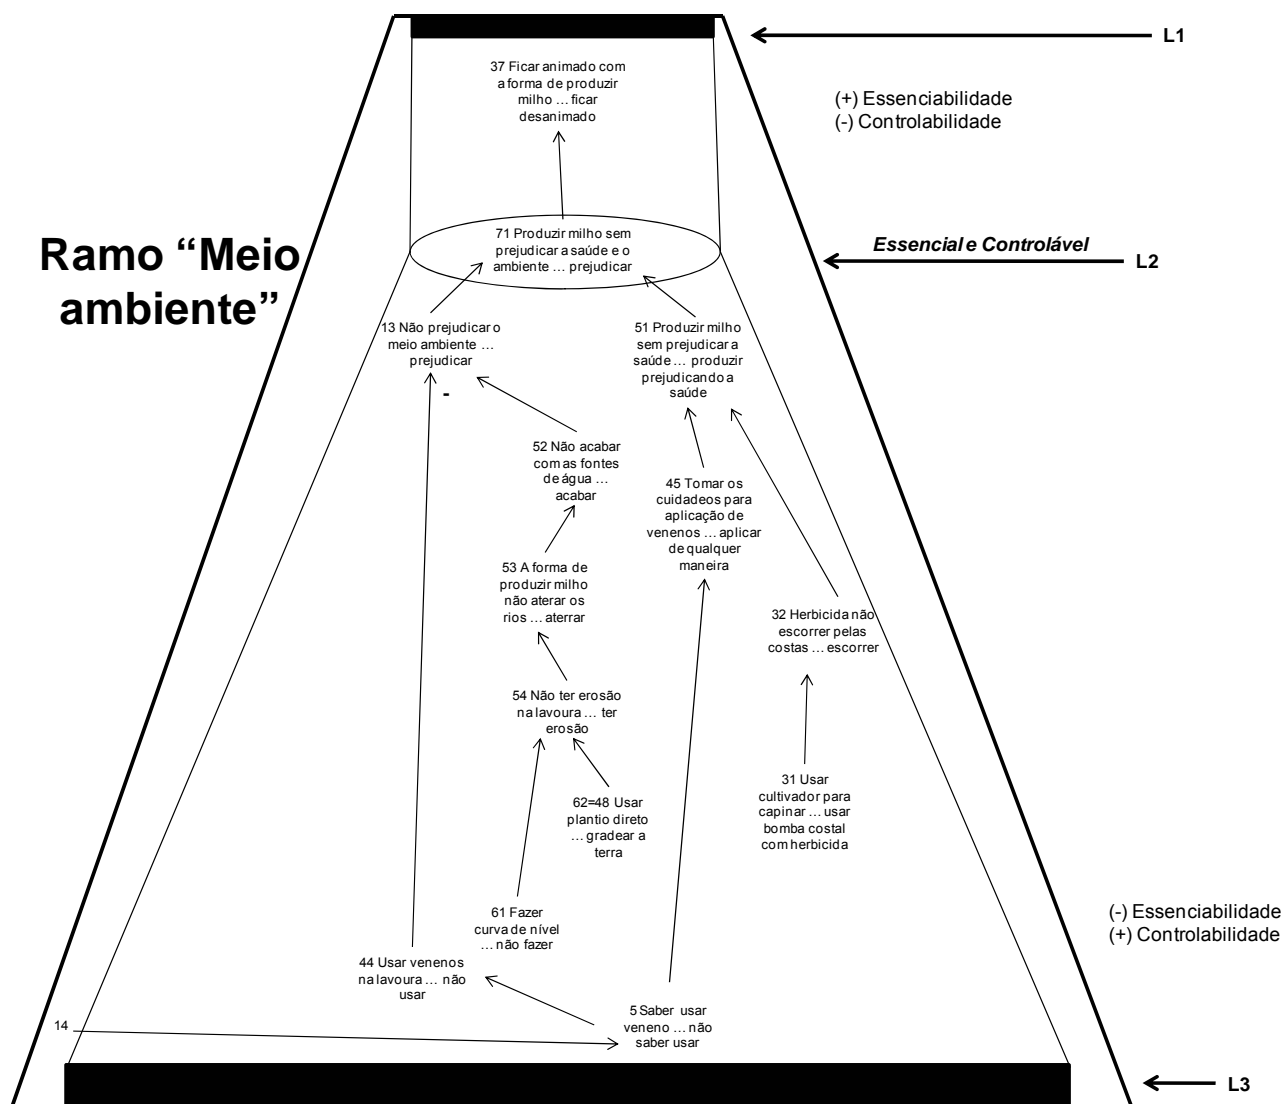 L1
37 Ficar animado com
a forma de produzir
milho ... ficar
desanimado
(+) Essenciabilidade
(-) Controlabilidade
Ramo “Meio
ambiente”
71 Produzir milho sem
prejudicar a saúde e o
ambiente ... prejudicar
Essencial e Controlável
L2
13 Não prejudicar o
meio ambiente ...
prejudicar
-
51 Produzir milho
sem prejudicar a
saúde ... produzir
prejudicando a
saúde
52 Não acabar
com as fontes
de água ...
acabar
45 Tomar os
cuidadeos para
aplicação de
venenos ... aplicar
de qualquer
maneira
53 A forma de
produzir milho
não aterar os
rios ... aterrar
32 Herbicida não
escorrer pelas
costas ... escorrer
54 Não ter erosão
na lavoura ... ter
erosão
31 Usar
cultivador para
capinar ... usar
bomba costal
com herbicida
62=48 Usar
plantio direto
... gradear a
terra
61 Fazer
curva de nível
... não fazer
(-) Essenciabilidade
(+) Controlabilidade
44 Usar venenos
na lavoura ... não
usar
5 Saber usar
veneno ... não
saber usar
14
L3